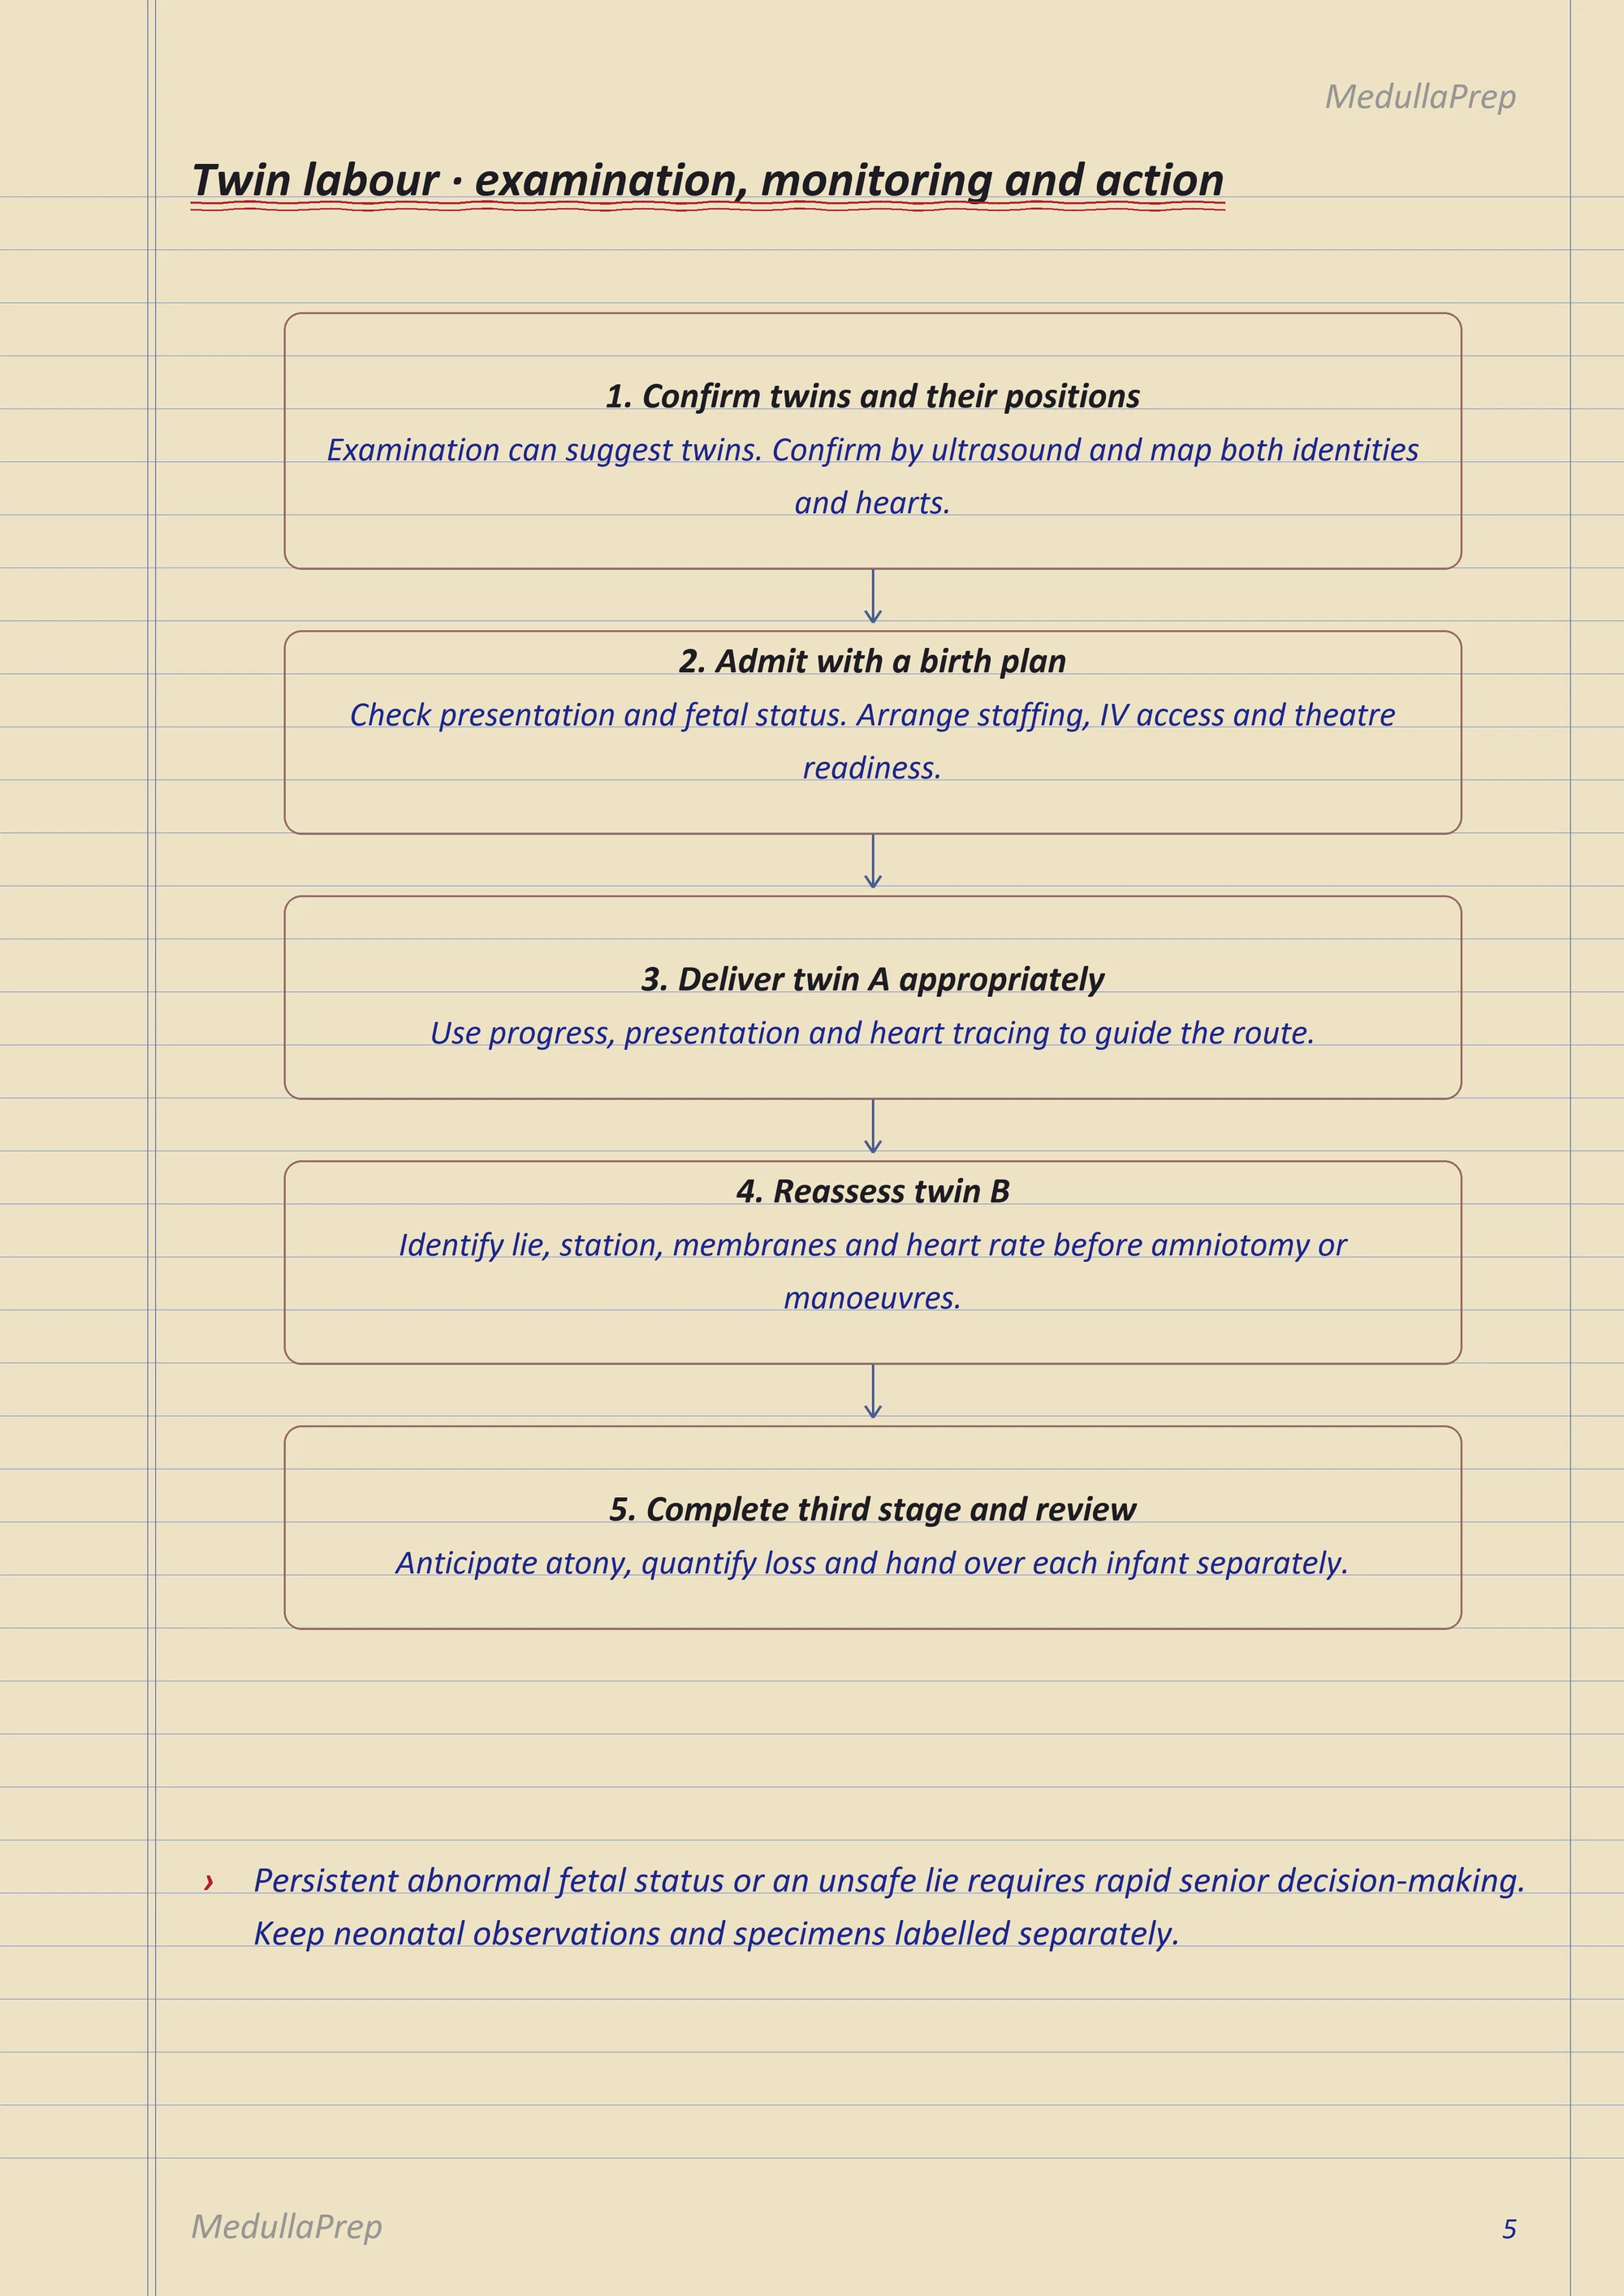 MedullaPrep
Twin labour · examination, monitoring and action
1. Confirm twins and their positions
Examination can suggest twins. Confirm by ultrasound and map both identities
and hearts.
2. Admit with a birth plan
Check presentation and fetal status. Arrange staffing, IV access and theatre
readiness.
3. Deliver twin A appropriately
Use progress, presentation and heart tracing to guide the route.
4. Reassess twin B
Identify lie, station, membranes and heart rate before amniotomy or
manoeuvres.
5. Complete third stage and review
Anticipate atony, quantify loss and hand over each infant separately.
› Persistent abnormal fetal status or an unsafe lie requires rapid senior decision-making.
Keep neonatal observations and specimens labelled separately.
MedullaPrep
5